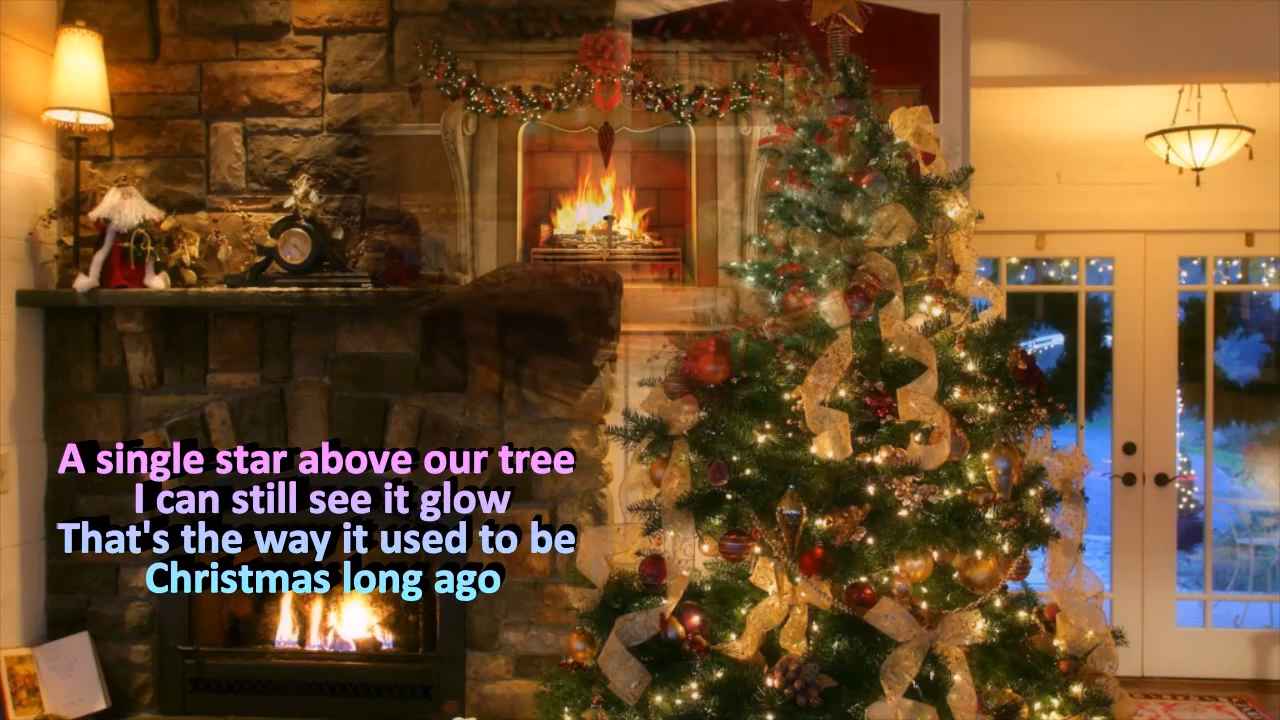 A single star above our tree
I can still see it glow
That's the way it used to be
Christmas long ago